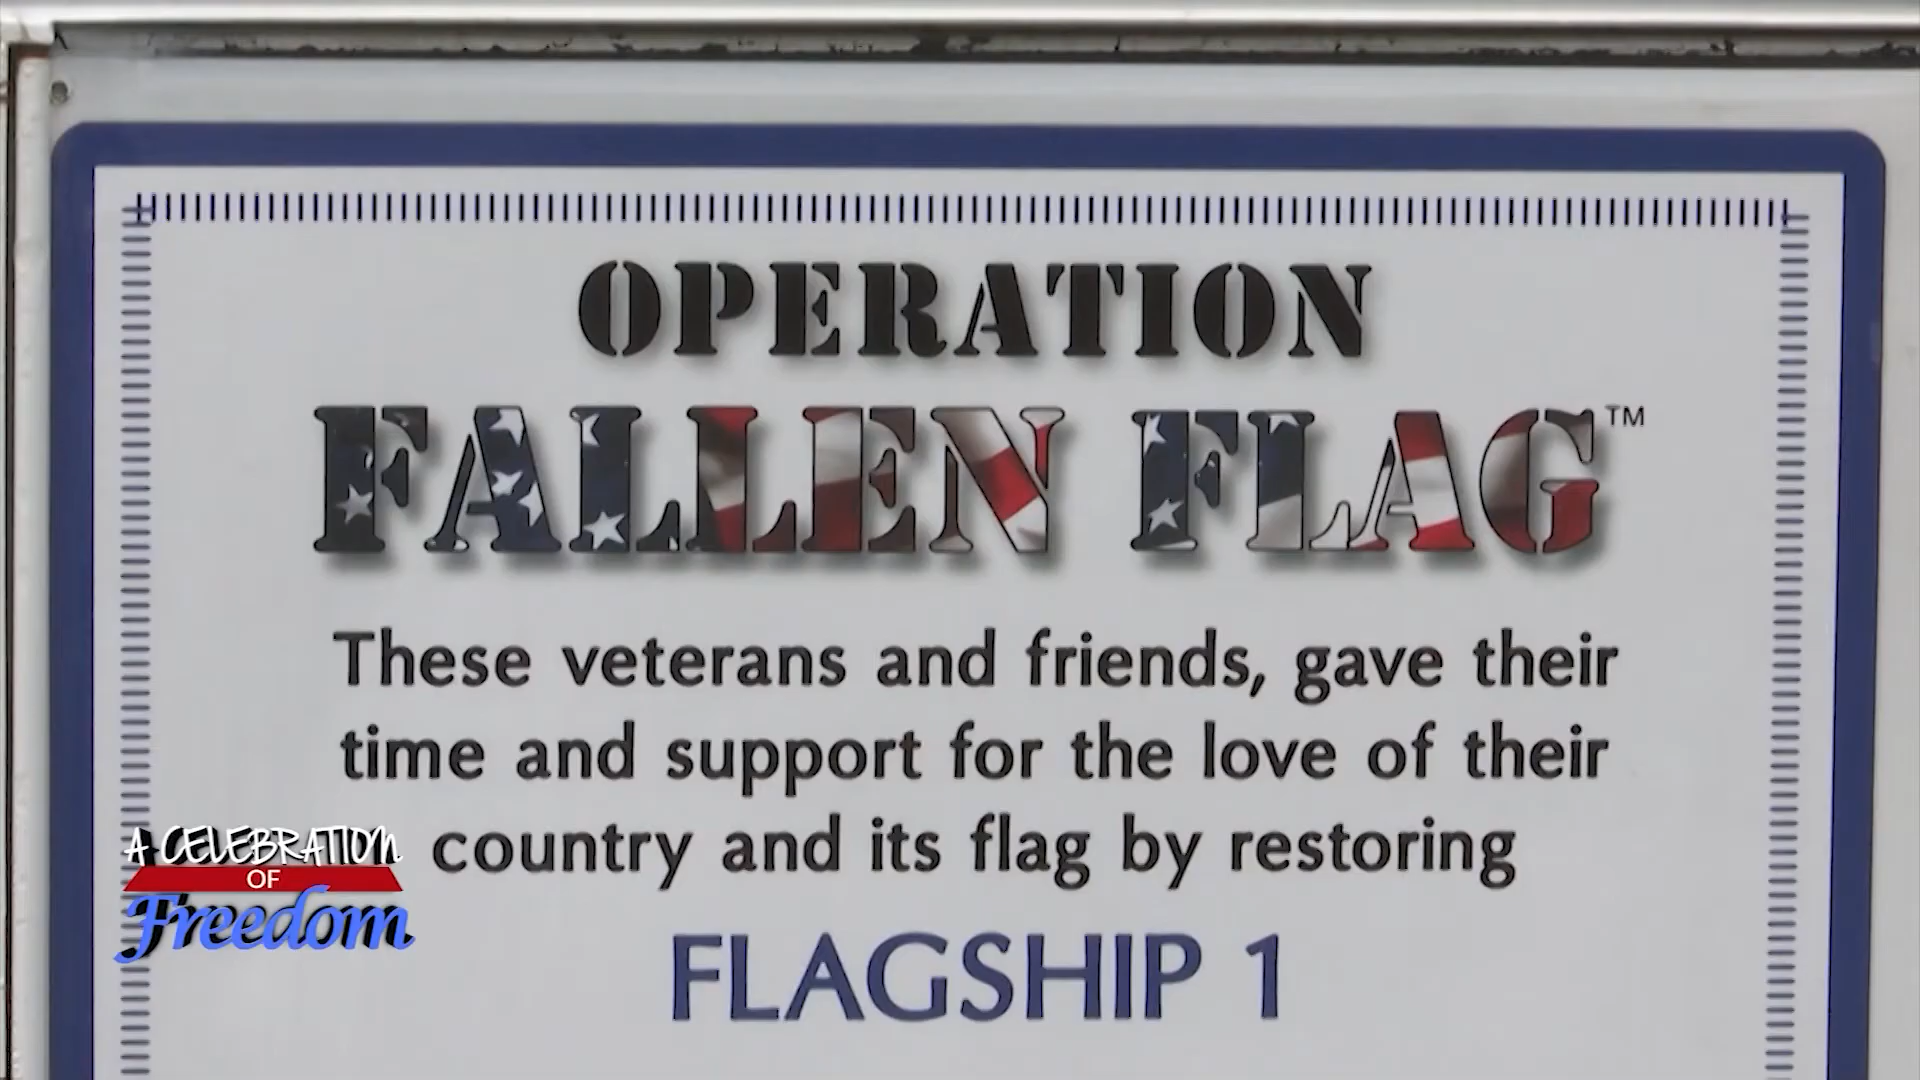 OPERATION
FALLEN FLAG™
These veterans and friends, gave their
time and support for the love of their
country and its flag by restoring
FLAGSHIP 1
A CELEBRATION
OF
Freedom